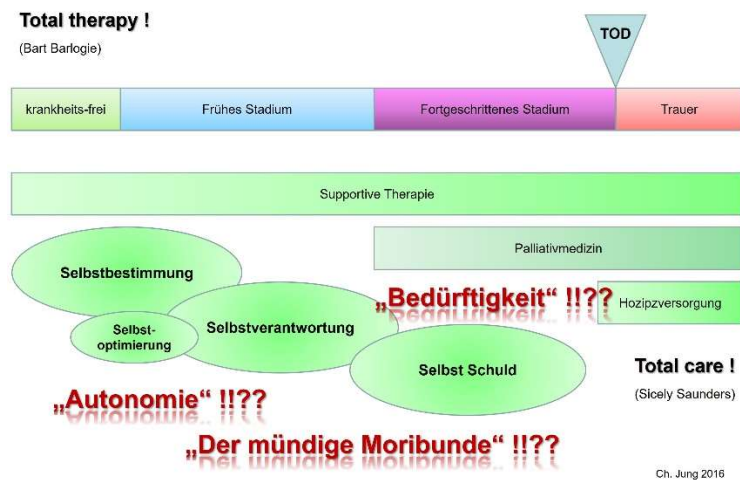 Total therapy !
(Bart Barlogie)
TOD
krankheits-frei
Frühes Stadium
Fortgeschrittenes Stadium
Trauer
Supportive Therapie
Palliativmedizin
Selbstbestimmung
„Bedürftigkeit“ !!??
Hozipzversorgung
Selbst-
optimierung
Selbstverantwortung
Selbst Schuld
Total care !
(Sicely Saunders)
„Autonomie“ !!??
„Der mündige Moribunde“ !!??
Ch. Jung 2016